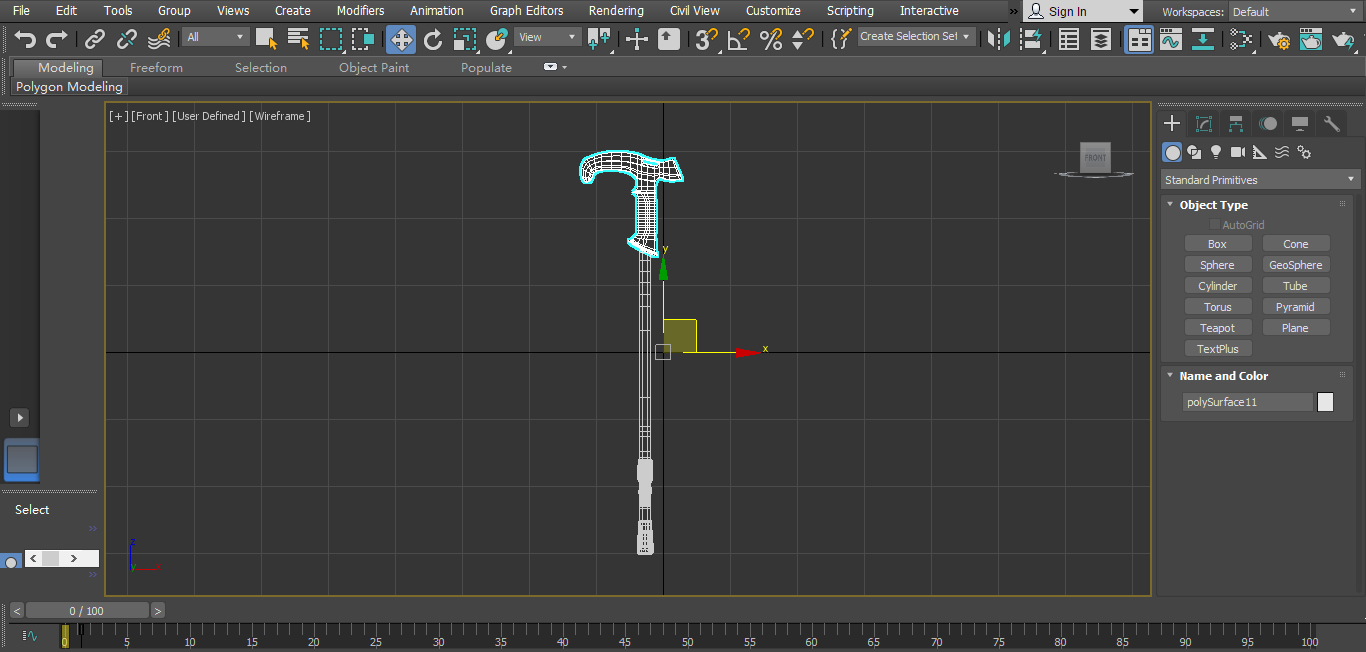 File Edit Tools Group Views Create Modifiers Animation Graph Editors Rendering Civil View Customize Scripting Interactive » Sign In Workspaces: Default
All View 3 Create Selection Set
Modeling Freeform Selection Object Paint Populate
Polygon Modeling
[+] [Front ] [User Defined ] [Wireframe ]
FRONT
Standard Primitives
Object Type
AutoGrid
Box Cone
Sphere GeoSphere
Cylinder Tube
Torus Pyramid
Teapot Plane
TextPlus
Name and Color
polySurface11
y
x
Select
»
< >
»
z
y x
< 0 / 100 >
0 5 10 15 20 25 30 35 40 45 50 55 60 65 70 75 80 85 90 95 100